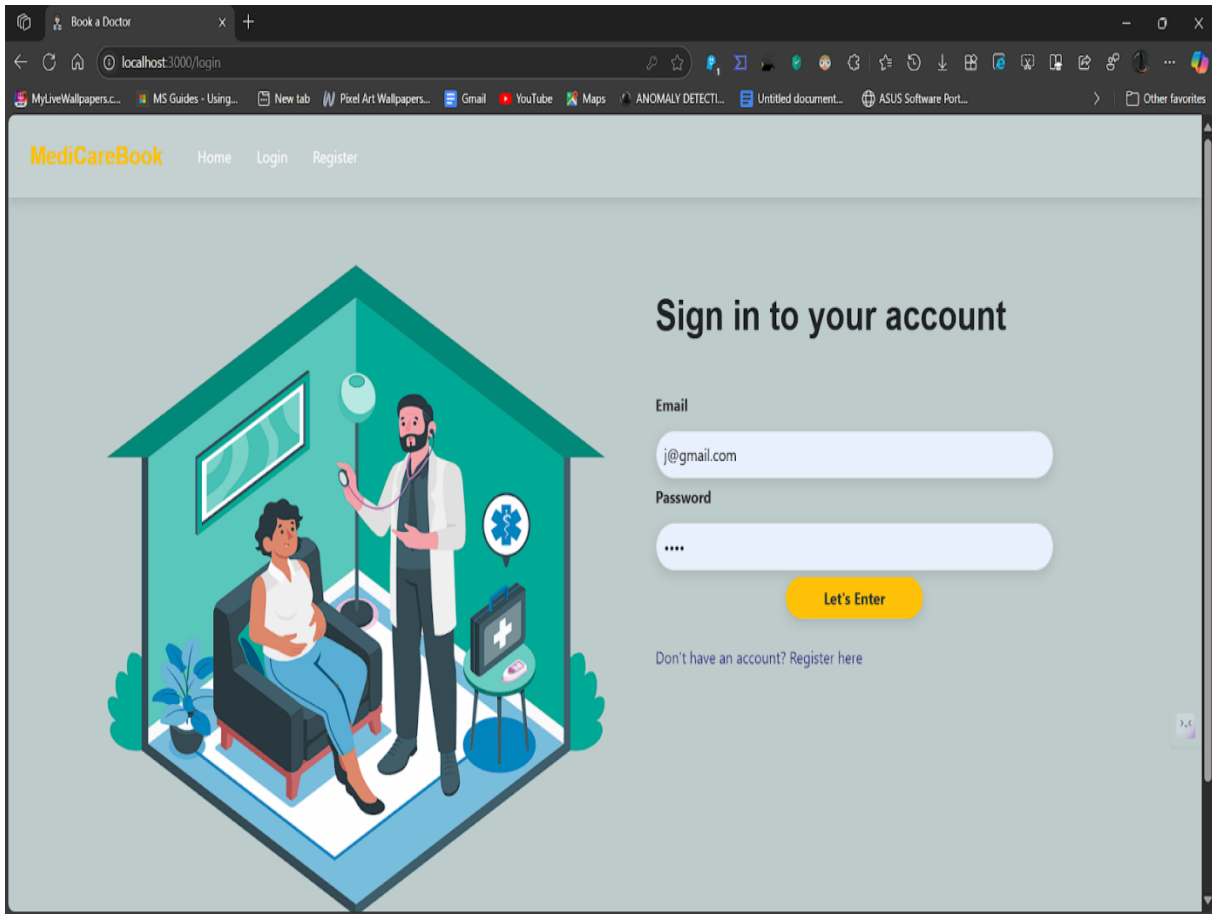 Book a Doctor
localhost:3000/login
MyLiveWallpapers.c... MS Guides - Using... New tab Pixel Art Wallpapers... Gmail YouTube Maps ANOMALY DETECTI... Untitled document... ASUS Software Port... Other favorites
MediCareBook Home Login Register
Sign in to your account
Email
j@gmail.com
Password
••••
Let's Enter
Don't have an account? Register here